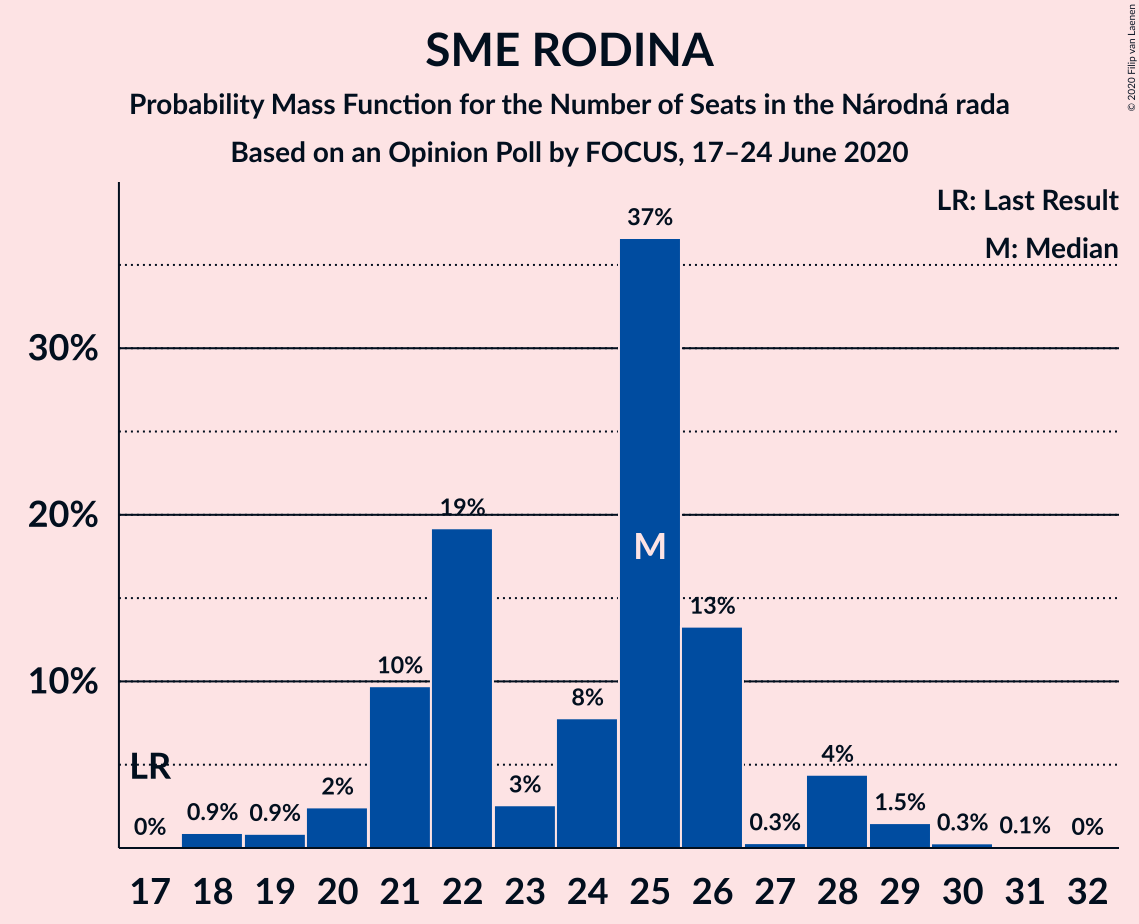 SME RODINA
Probability Mass Function for the Number of Seats in the Národná rada
Based on an Opinion Poll by FOCUS, 17–24 June 2020
© 2020 Filip van Laenen
LR: Last Result
M: Median
30%
20%
10%
LR
0%
0.9%
0.9%
2%
10%
19%
3%
8%
37%
M
13%
0.3%
4%
1.5%
0.3%
0.1%
0%
17 18 19 20 21 22 23 24 25 26 27 28 29 30 31 32